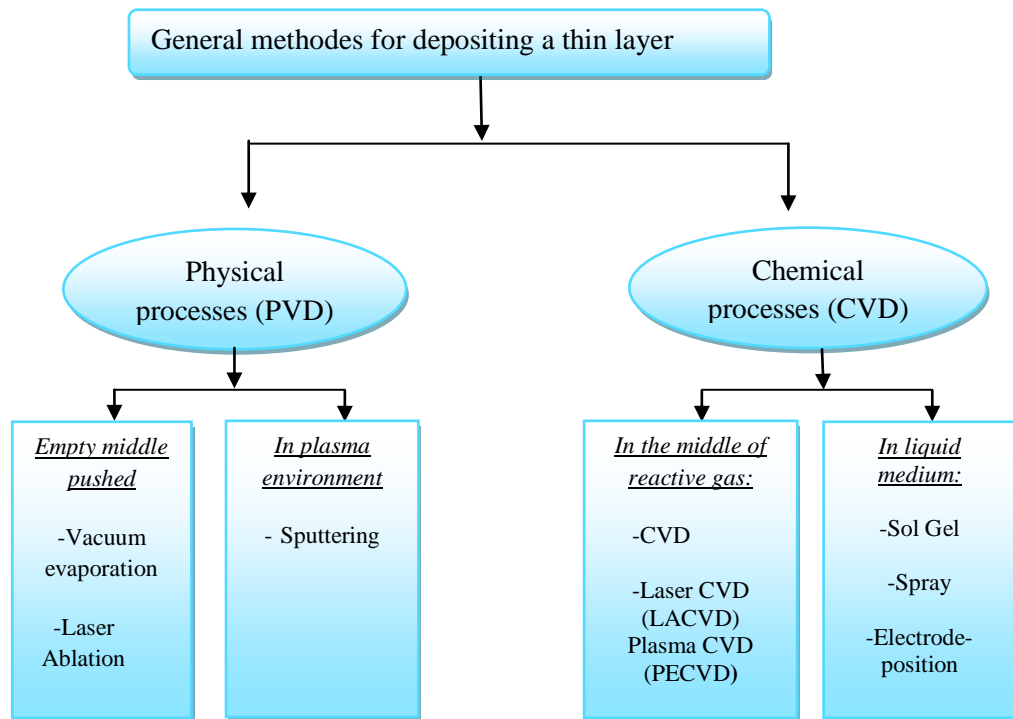 General methodes for depositing a thin layer
Physical
processes (PVD)
Chemical
processes (CVD)
Empty middle
pushed
-Vacuum
evaporation
-Laser
Ablation
In plasma
environment
- Sputtering
In the middle of
reactive gas:
-CVD
-Laser CVD
(LACVD)
Plasma CVD
(PECVD)
In liquid
medium:
-Sol Gel
-Spray
-Electrode-
position